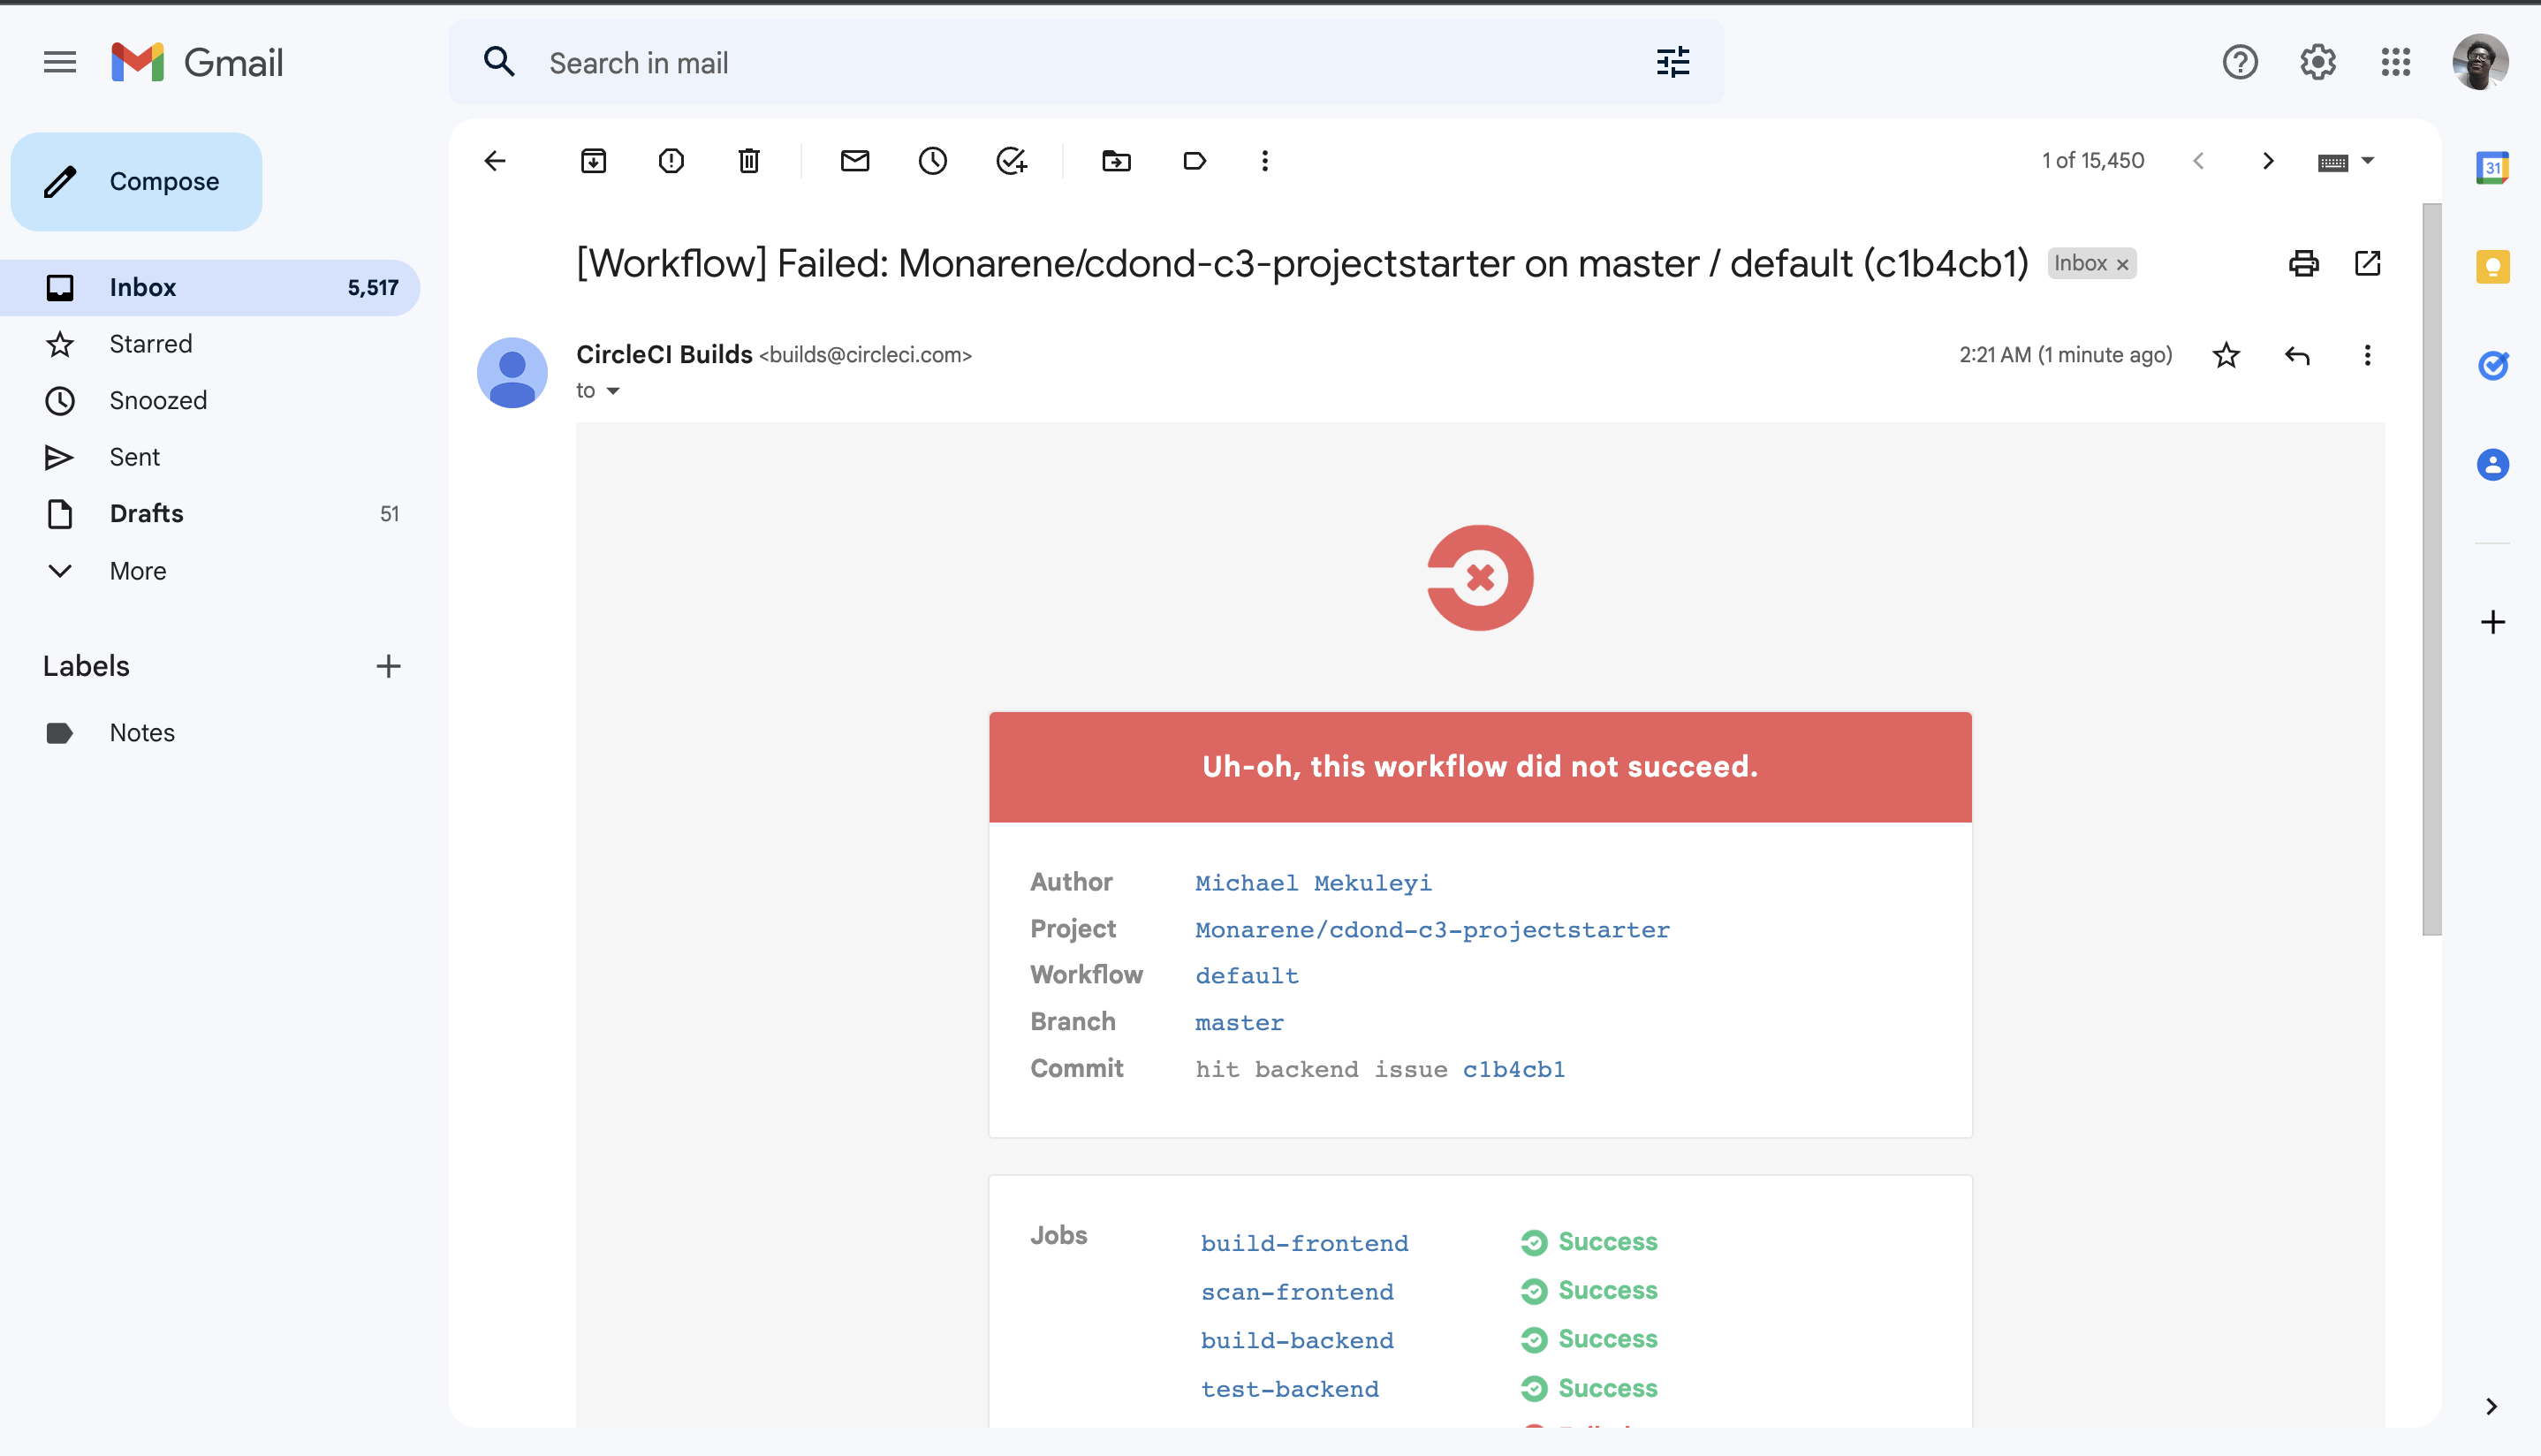 Gmail
Search in mail
Compose
Inbox 5,517
Starred
Snoozed
Sent
Drafts 51
More
Labels
Notes
1 of 15,450
31
[Workflow] Failed: Monarene/cdond-c3-projectstarter on master / default (c1b4cb1) Inbox ×
CircleCI Builds <builds@circleci.com> 2:21 AM (1 minute ago)
to
Uh-oh, this workflow did not succeed.
Author Michael Mekuleyi
Project Monarene/cdond-c3-projectstarter
Workflow default
Branch master
Commit hit backend issue c1b4cb1
Jobs build-frontend Success
scan-frontend Success
build-backend Success
test-backend Success